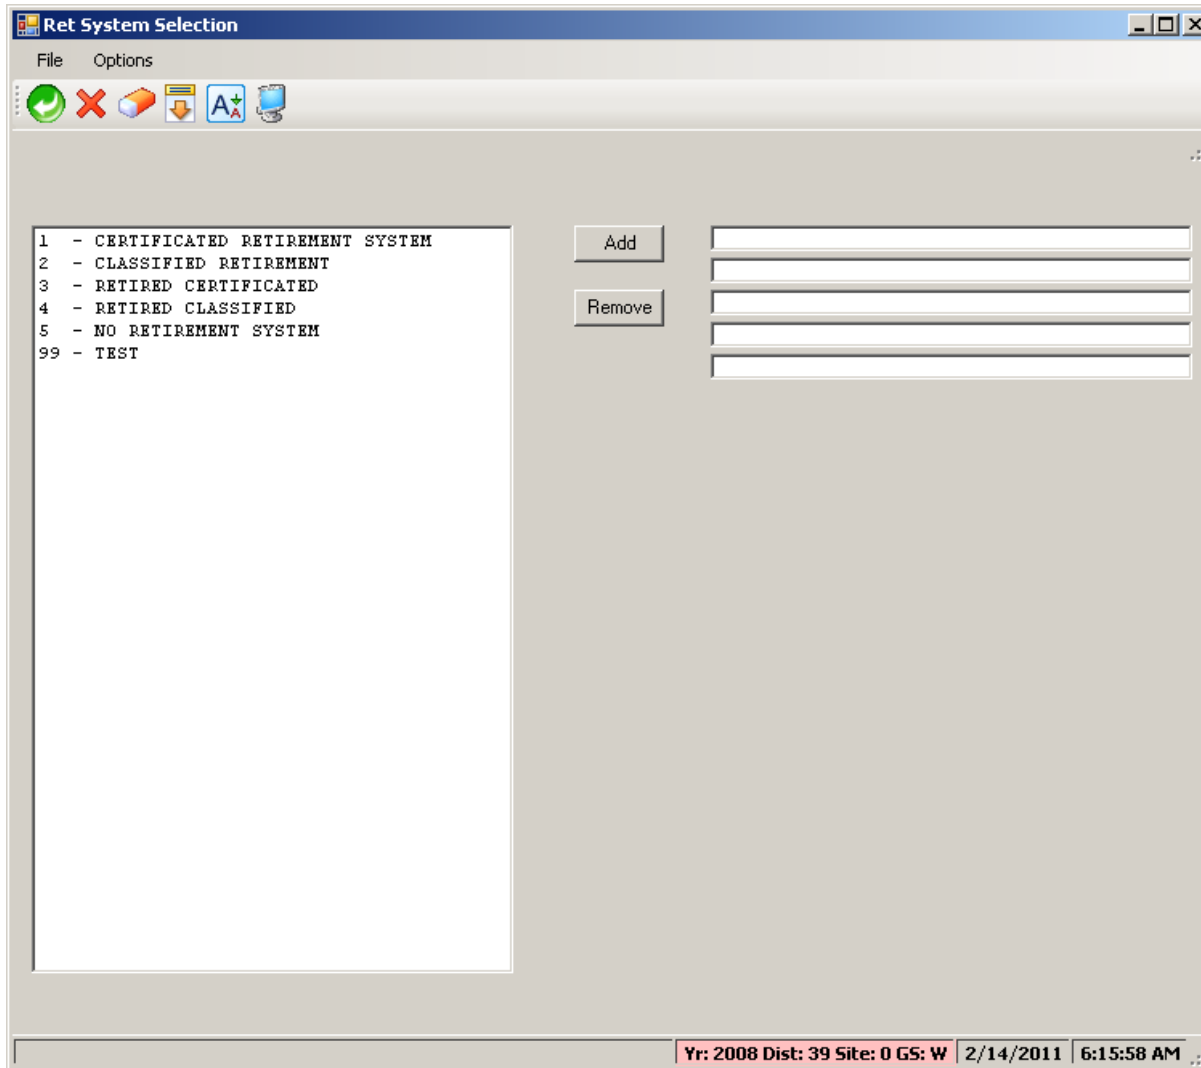 Ret System Selection
File Options
1 - CERTIFICATED RETIREMENT SYSTEM
2 - CLASSIFIED RETIREMENT
3 - RETIRED CERTIFICATED
4 - RETIRED CLASSIFIED
5 - NO RETIREMENT SYSTEM
99 - TEST
Add
Remove
Yr: 2008 Dist: 39 Site: 0 GS: W 2/14/2011 6:15:58 AM